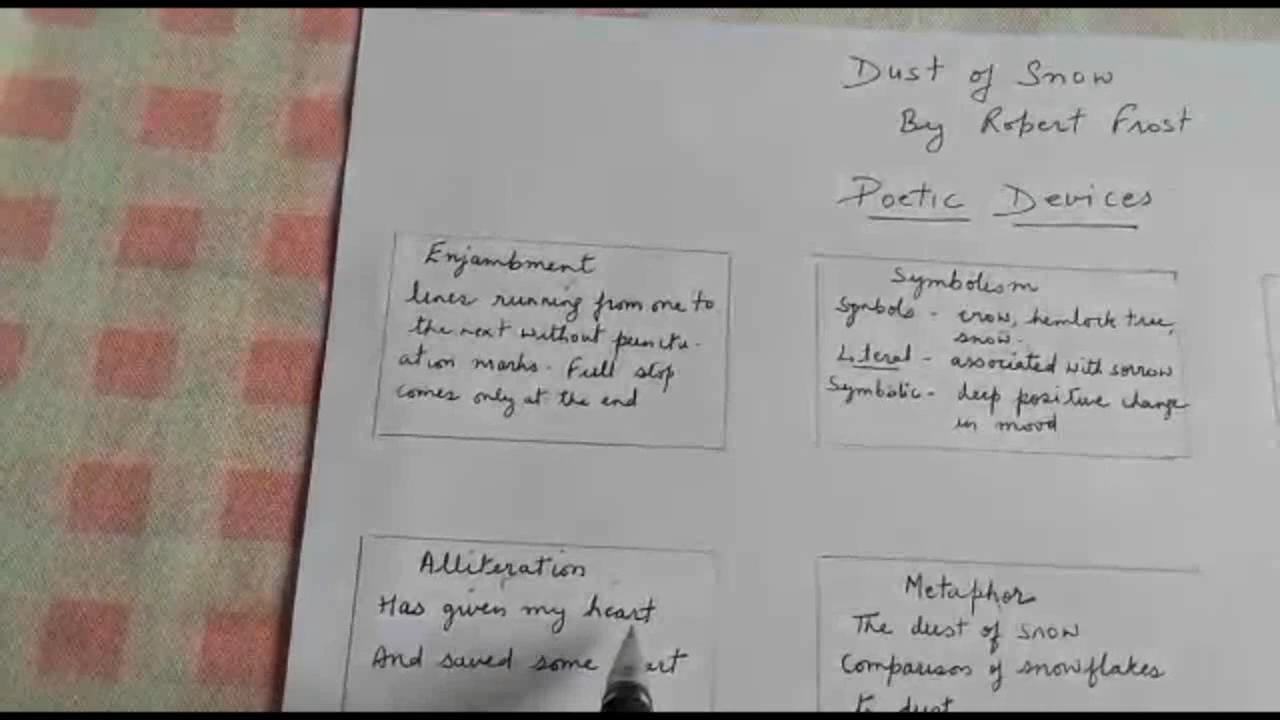 Dust of Snow
By Robert Frost
Poetic Devices
Enjambment
lines running from one to
the next without punctu-
ation marks. Full stop
comes only at the end
Symbolism
Symbols - crow, hemlock tree,
snow.
Literal - associated with sorrow
Symbolic - deep positive change
in mood
Alliteration
Has given my heart
And saved some
Metaphor
The dust of snow
Comparison of snowflakes
to dust